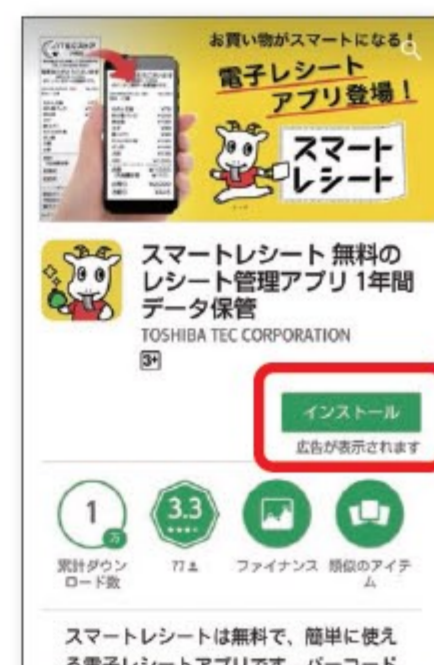 お買い物がスマートになる!
電子レシート
アプリ登場!
スマート
レシート
スマートレシート 無料の
レシート管理アプリ 1年間
データ保管
TOSHIBA TEC CORPORATION
3+
インストール
広告が表示されます
1
万
3.3
累計ダウン
ロード数
77
ファイナンス
類似のアイテ
ム
スマートレシートは無料で、簡単に使え
る電子レシートアプリです。バーコード